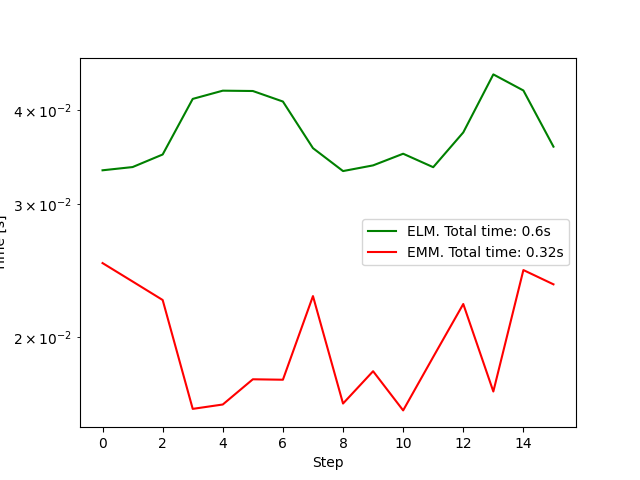 4 × 10⁻²
3 × 10⁻²
2 × 10⁻²
Time [s]
ELM. Total time: 0.6s
EMM. Total time: 0.32s
0 2 4 6 8 10 12 14
Step